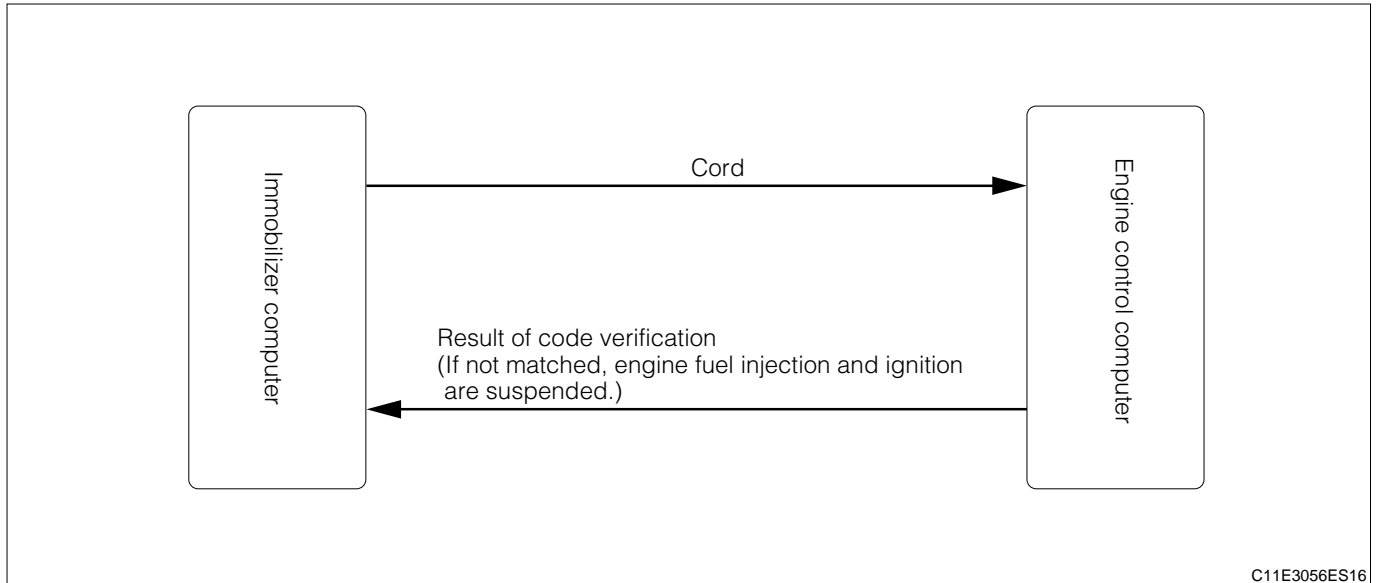 Immobilizer computer
Cord
Engine control computer
Result of code verification
(If not matched, engine fuel injection and ignition
are suspended.)
C11E3056ES16